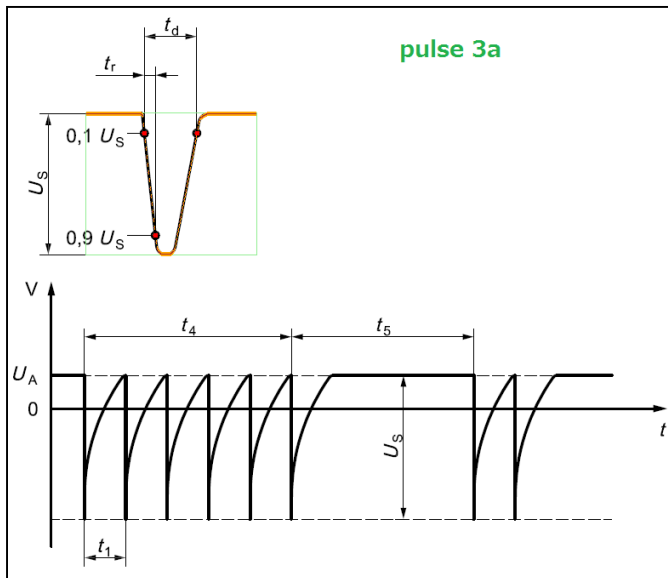 t_d
pulse 3a
t_r
0,1 U_S
U_S
0,9 U_S
V
t_4
t_5
U_A
0
U_S
t
t_1